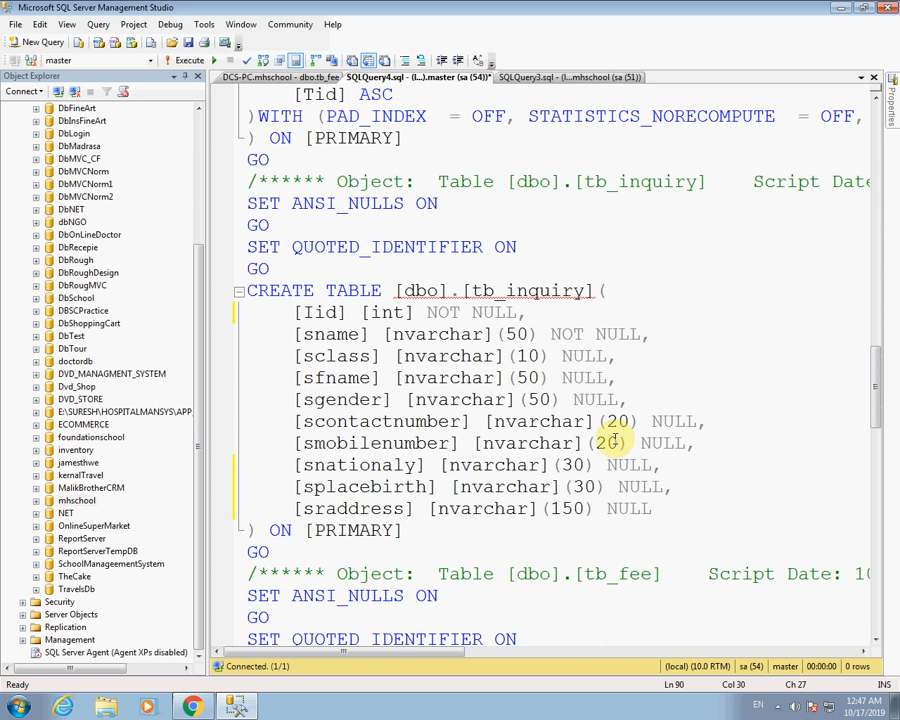 Microsoft SQL Server Management Studio
File Edit View Query Project Debug Tools Window Community Help
New Query
master
Execute
Object Explorer
DCS-PC.mhschool - dbo.tb_fee
SQLQuery4.sql - (l...).master (sa (54))*
SQLQuery3.sql - (l...mhschool (sa (51))
Properties
Connect
DbFineArt
DbInsFineArt
DbLogin
DbMadrasa
DbMVC_CF
DbMVCNorm
DbMVCNorm1
DbMVCNorm2
DbNET
dbNGO
DbOnlineDoctor
DbRecepie
DbRough
DbRoughDesign
DbRougMVC
DbSchool
DBSCPractice
DbShoppingCart
DbTest
DbTour
doctordb
DVD_MANAGMENT_SYSTEM
Dvd_Shop
DVD_STORE
E:\SURESH\HOSPITALMANSYS\APP_
ECOMMERCE
foundationschool
inventory
jamesthwe
kernalTravel
MalikBrotherCRM
mhschool
NET
OnlineSuperMarket
ReportServer
ReportServerTempDB
SchoolManageementSystem
TheCake
TravelsDb
Security
Server Objects
Replication
Management
SQL Server Agent (Agent XPs disabled)
[Tid] ASC
)WITH (PAD_INDEX  = OFF, STATISTICS_NORECOMPUTE  = OFF,
) ON [PRIMARY]
GO
/****** Object:  Table [dbo].[tb_inquiry]    Script Date
SET ANSI_NULLS ON
GO
SET QUOTED_IDENTIFIER ON
GO
CREATE TABLE [dbo].[tb_inquiry](
[Iid] [int] NOT NULL,
[sname] [nvarchar](50) NOT NULL,
[sclass] [nvarchar](10) NULL,
[sfname] [nvarchar](50) NULL,
[sgender] [nvarchar](50) NULL,
[scontactnumber] [nvarchar](20) NULL,
[smobilenumber] [nvarchar](20) NULL,
[snationaly] [nvarchar](30) NULL,
[splacebirth] [nvarchar](30) NULL,
[sraddress] [nvarchar](150) NULL
) ON [PRIMARY]
GO
/****** Object:  Table [dbo].[tb_fee]    Script Date: 10
SET ANSI_NULLS ON
GO
SET QUOTED_IDENTIFIER ON
Connected. (1/1)
(local) (10.0 RTM) sa (54) master 00:00:00 0 rows
Ready
Ln 90 Col 30 Ch 27 INS
EN
12:47 AM
10/17/2019